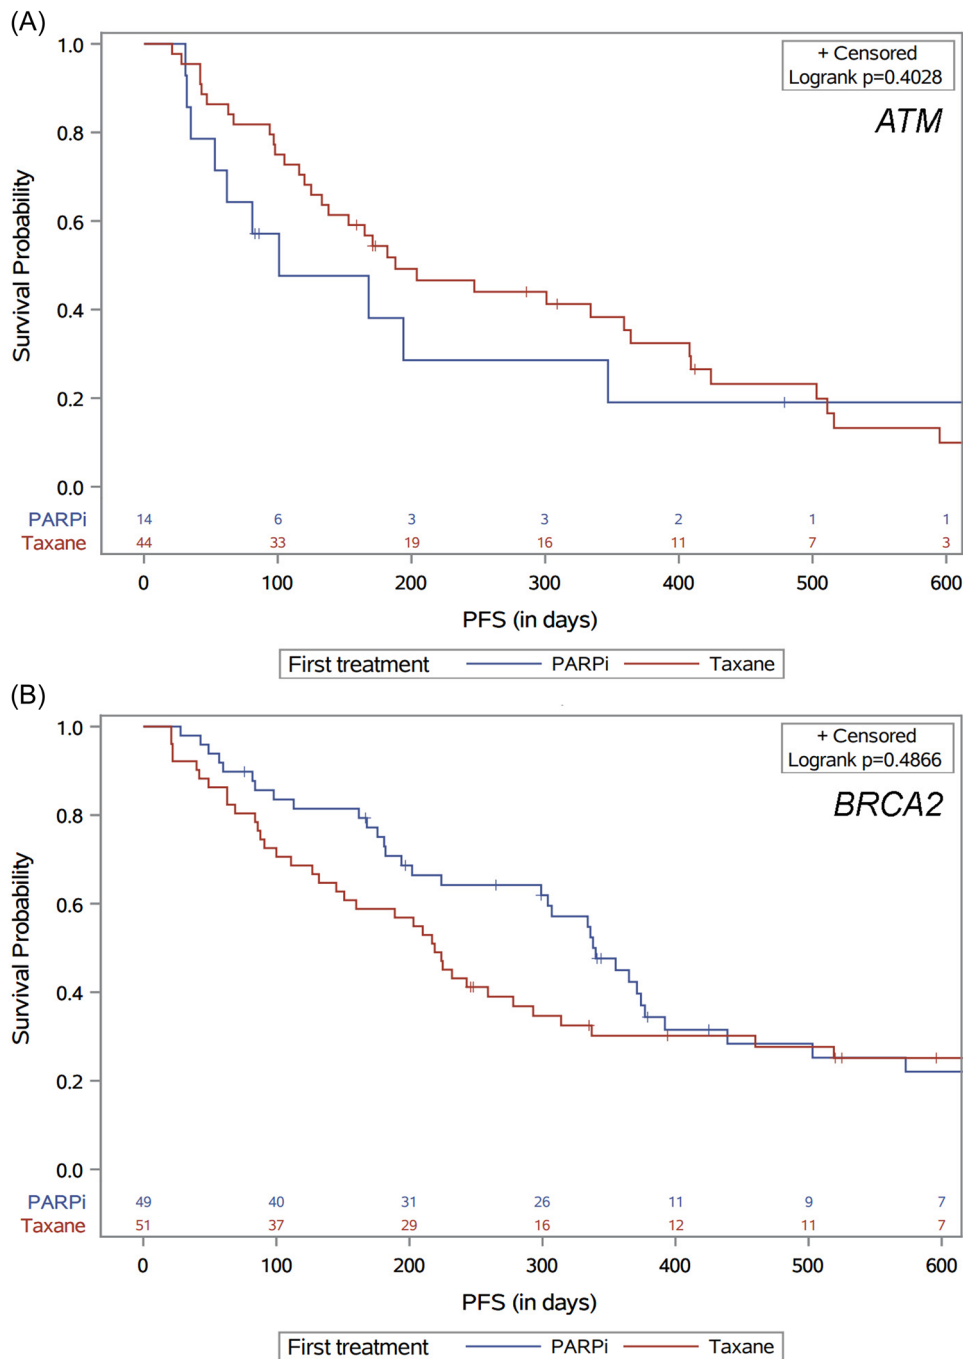 (A)
1.0
0.8
0.6
0.4
0.2
0.0
Survival Probability
+ Censored
Logrank p=0.4028
ATM
PARPi 14 6 3 3 2 1 1
Taxane 44 33 19 16 11 7 3
0 100 200 300 400 500 600
PFS (in days)
First treatment PARPi Taxane
(B)
1.0
0.8
0.6
0.4
0.2
0.0
Survival Probability
+ Censored
Logrank p=0.4866
BRCA2
PARPi 49 40 31 26 11 9 7
Taxane 51 37 29 16 12 11 7
0 100 200 300 400 500 600
PFS (in days)
First treatment PARPi Taxane